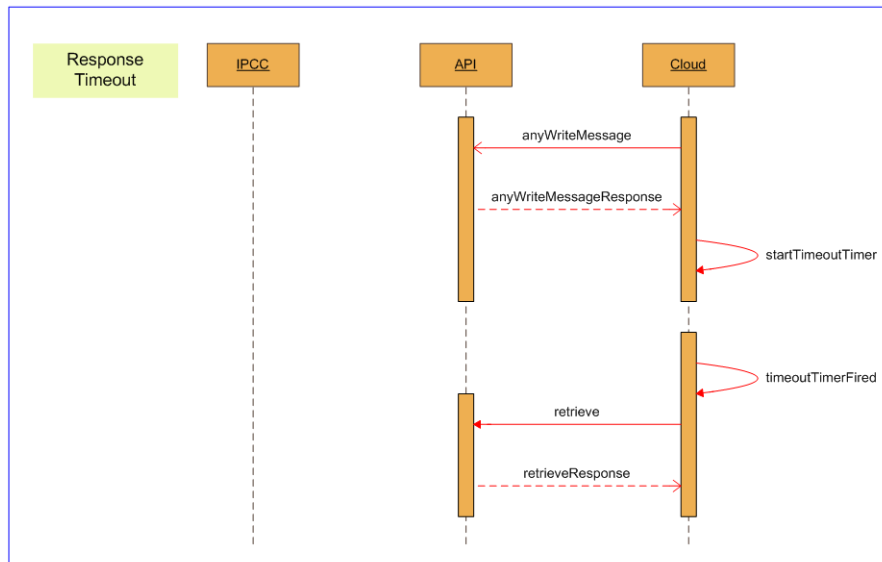 Response
Timeout
IPCC
API
Cloud
anyWriteMessage
anyWriteMessageResponse
startTimeoutTimer
timeoutTimerFired
retrieve
retrieveResponse